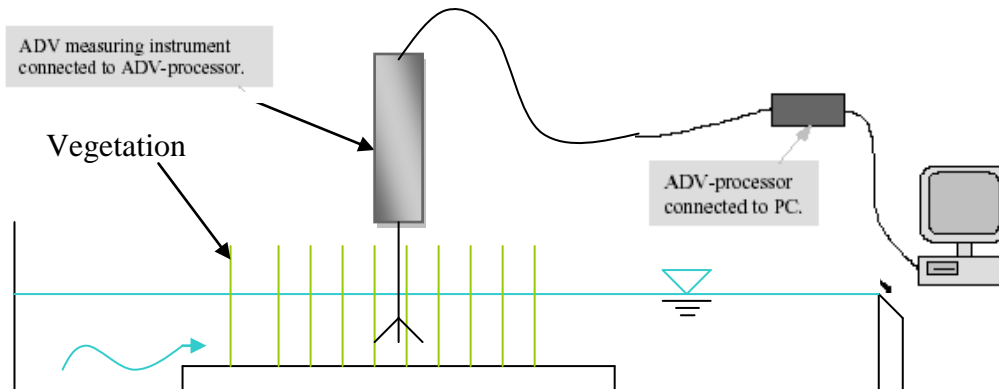 ADV measuring instrument
connected to ADV-processor.
Vegetation
ADV-processor
connected to PC.